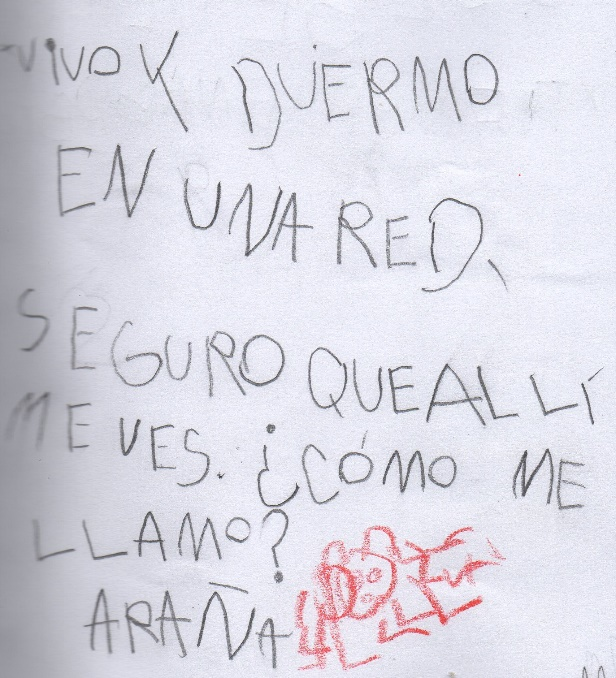 VIVO Y DUERMO
EN UNA RED,
SEGURO QUE ALLÍ
ME VES. ¿CÓMO ME
LLAMO?
ARAÑA